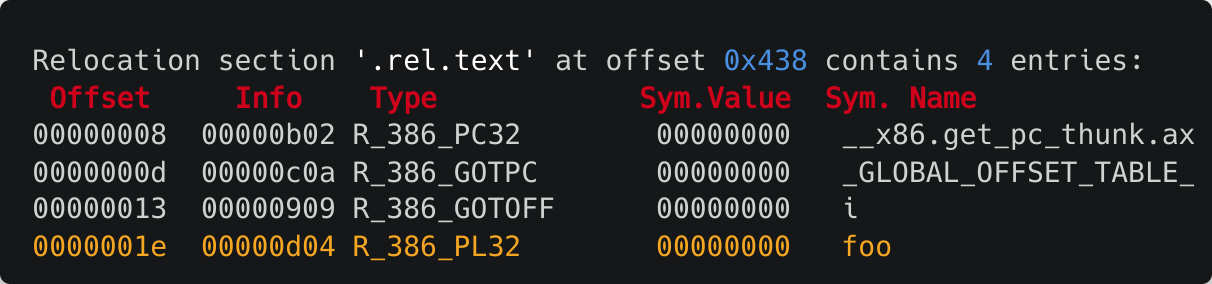 Relocation section '.rel.text' at offset 0x438 contains 4 entries:
Offset Info Type Sym.Value Sym. Name
00000008 00000b02 R_386_PC32 00000000 __x86.get_pc_thunk.ax
0000000d 00000c0a R_386_GOTPC 00000000 _GLOBAL_OFFSET_TABLE_
00000013 00000909 R_386_GOTOFF 00000000 i
0000001e 00000d04 R_386_PL32 00000000 foo